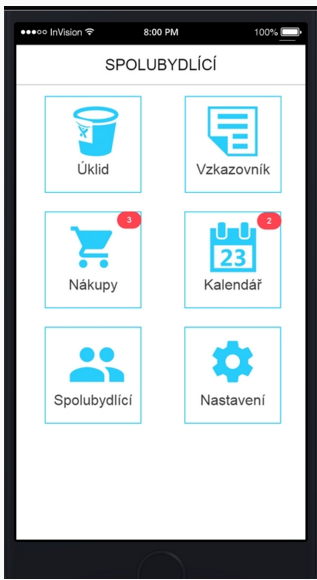 InVision 8:00 PM 100%
SPOLUBYDLÍCÍ
Úklid Vzkazovník
3 2
23
Nákupy Kalendář
Spolubydlící Nastavení